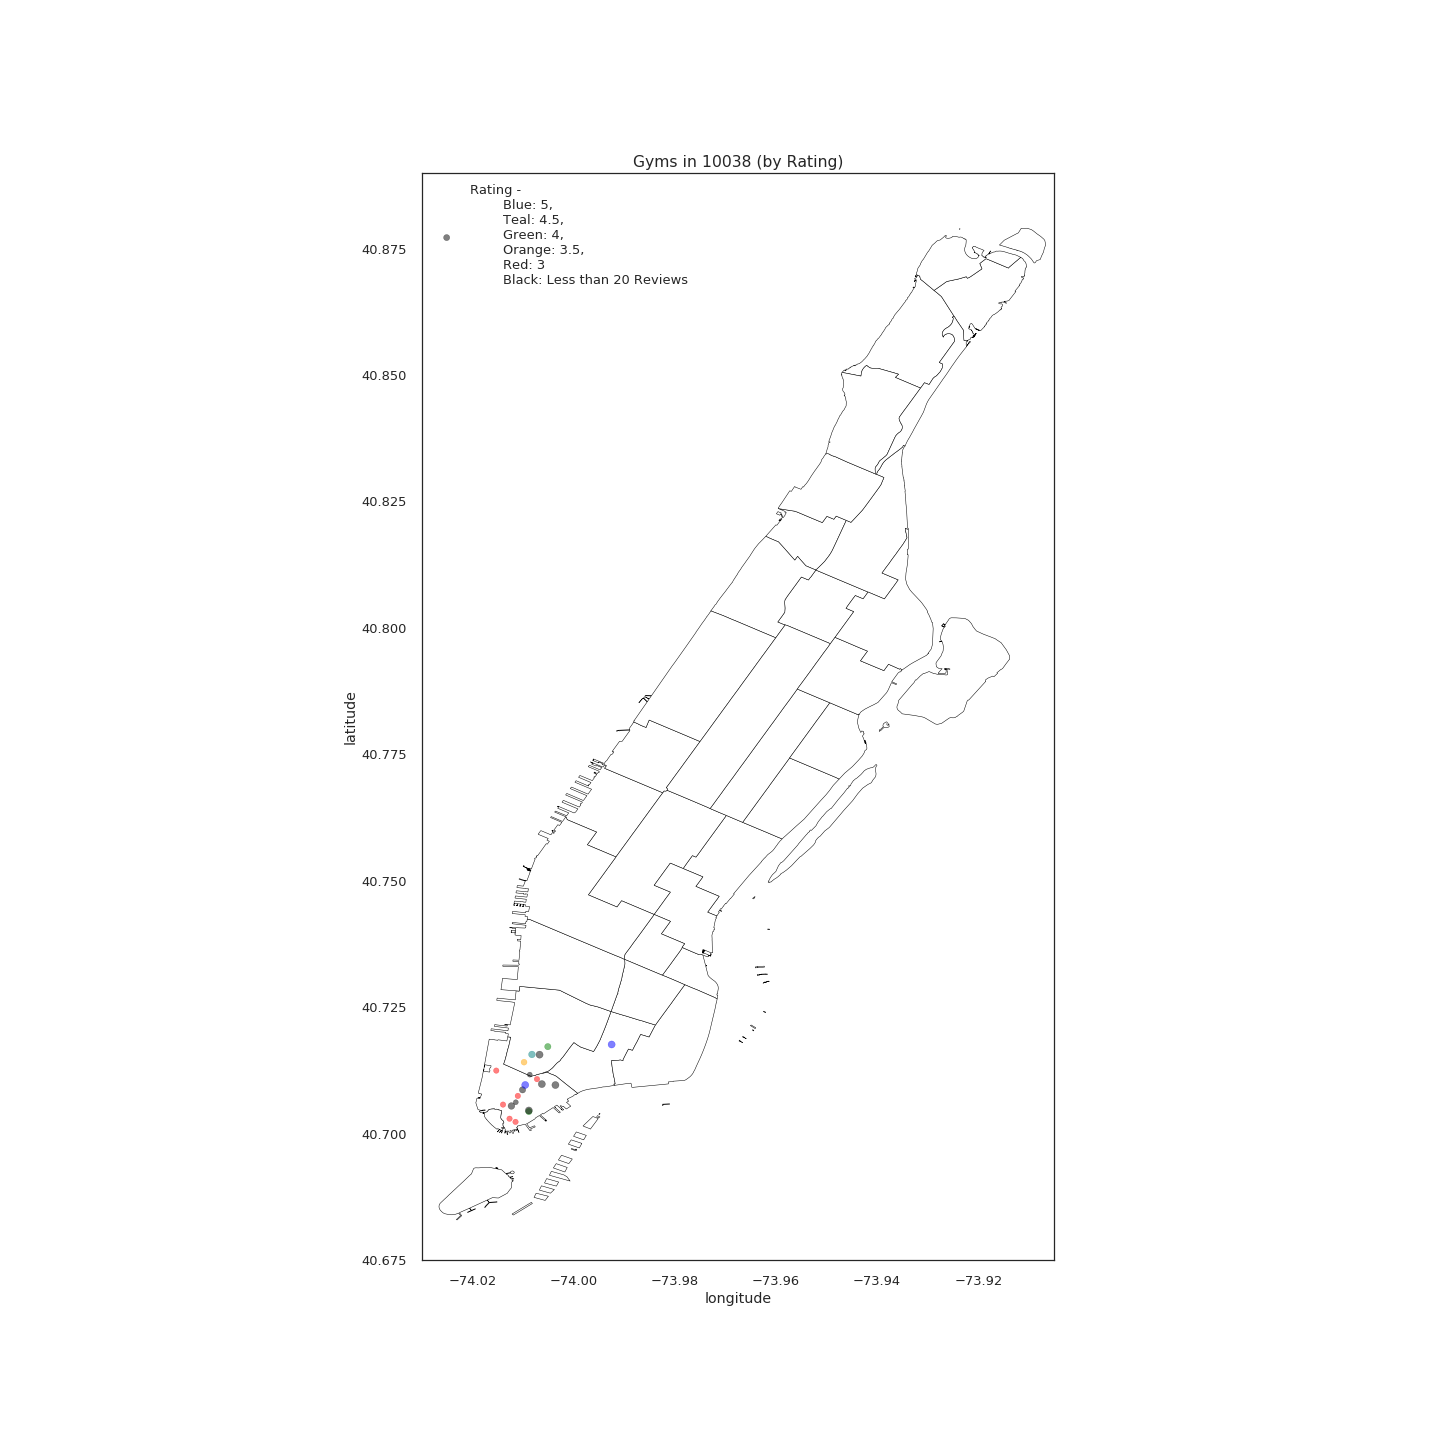 Gyms in 10038 (by Rating)
Rating -
Blue: 5,
Teal: 4.5,
Green: 4,
Orange: 3.5,
Red: 3
Black: Less than 20 Reviews
40.875
40.850
40.825
40.800
40.775
40.750
40.725
40.700
40.675
latitude
−74.02 −74.00 −73.98 −73.96 −73.94 −73.92
longitude